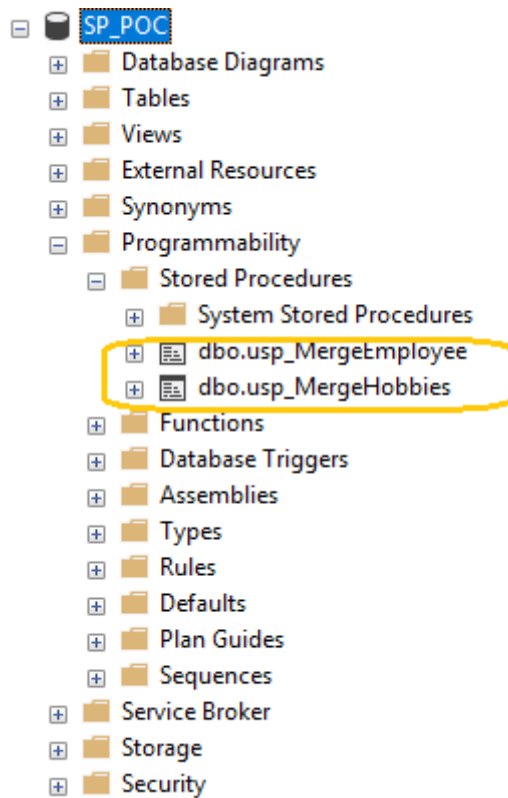 SP_POC
Database Diagrams
Tables
Views
External Resources
Synonyms
Programmability
Stored Procedures
System Stored Procedures
dbo.usp_MergeEmployee
dbo.usp_MergeHobbies
Functions
Database Triggers
Assemblies
Types
Rules
Defaults
Plan Guides
Sequences
Service Broker
Storage
Security